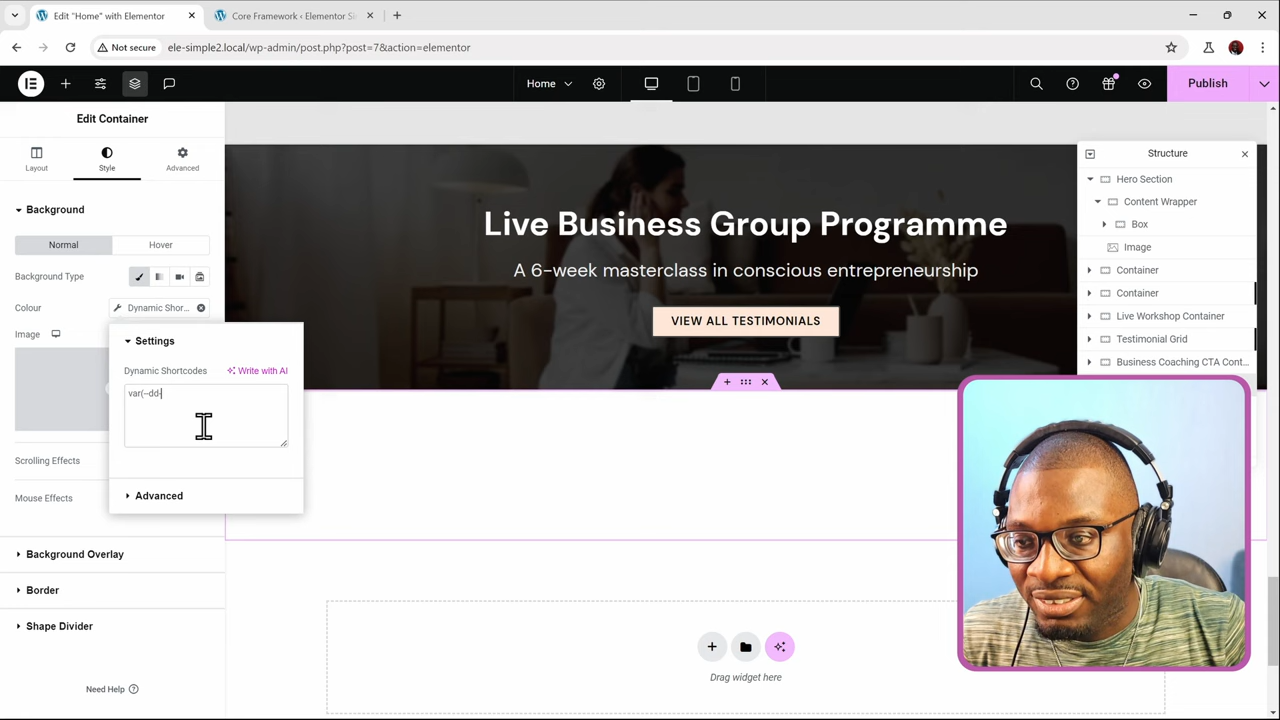 Edit "Home" with Elementor
Core Framework ‹ Elementor Si
Not secure
ele-simple2.local/wp-admin/post.php?post=7&action=elementor
Home
Publish
Edit Container
Layout
Style
Advanced
Background
Normal
Hover
Background Type
Colour
Dynamic Shor...
Image
Settings
Dynamic Shortcodes
Write with AI
var(--dd-
Advanced
Scrolling Effects
Mouse Effects
Background Overlay
Border
Shape Divider
Need Help
Live Business Group Programme
A 6-week masterclass in conscious entrepreneurship
VIEW ALL TESTIMONIALS
Drag widget here
Structure
Hero Section
Content Wrapper
Box
Image
Container
Container
Live Workshop Container
Testimonial Grid
Business Coaching CTA Cont...